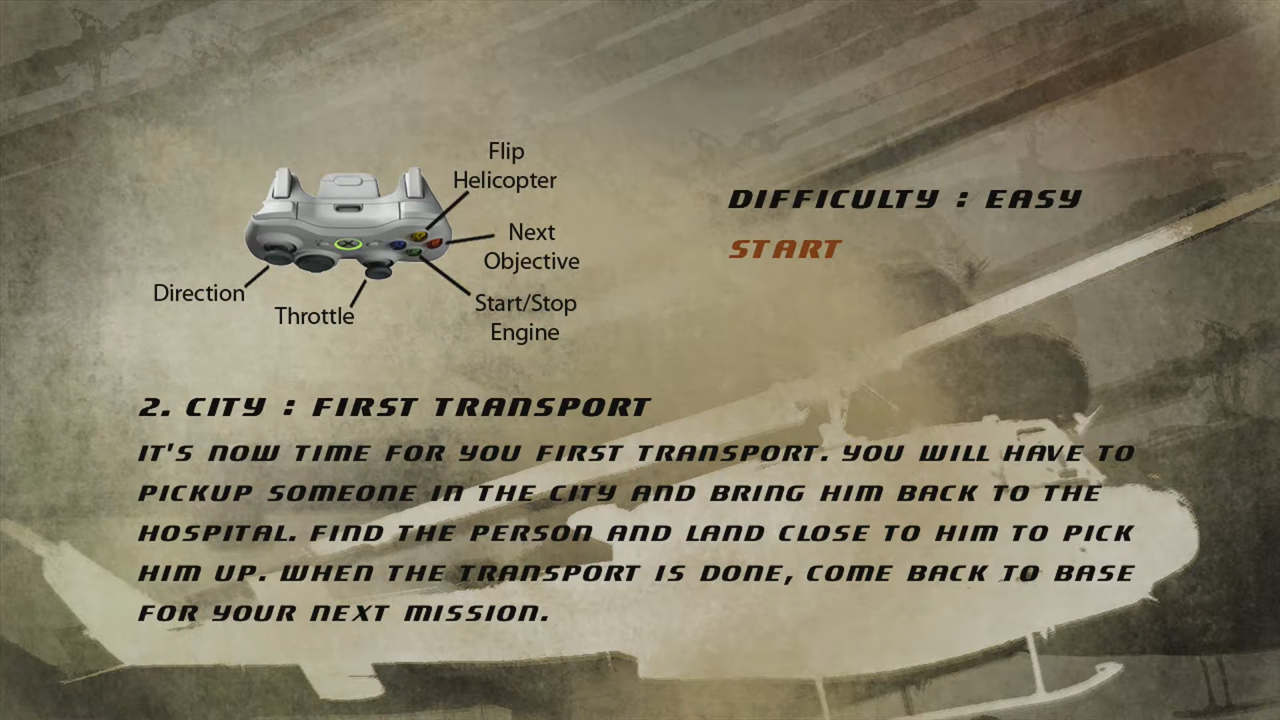 Flip
Helicopter
Next
Objective
Direction
Throttle
Start/Stop
Engine
DIFFICULTY : EASY
START
2. CITY : FIRST TRANSPORT
IT'S NOW TIME FOR YOU FIRST TRANSPORT. YOU WILL HAVE TO
PICKUP SOMEONE IN THE CITY AND BRING HIM BACK TO THE
HOSPITAL. FIND THE PERSON AND LAND CLOSE TO HIM TO PICK
HIM UP. WHEN THE TRANSPORT IS DONE, COME BACK TO BASE
FOR YOUR NEXT MISSION.